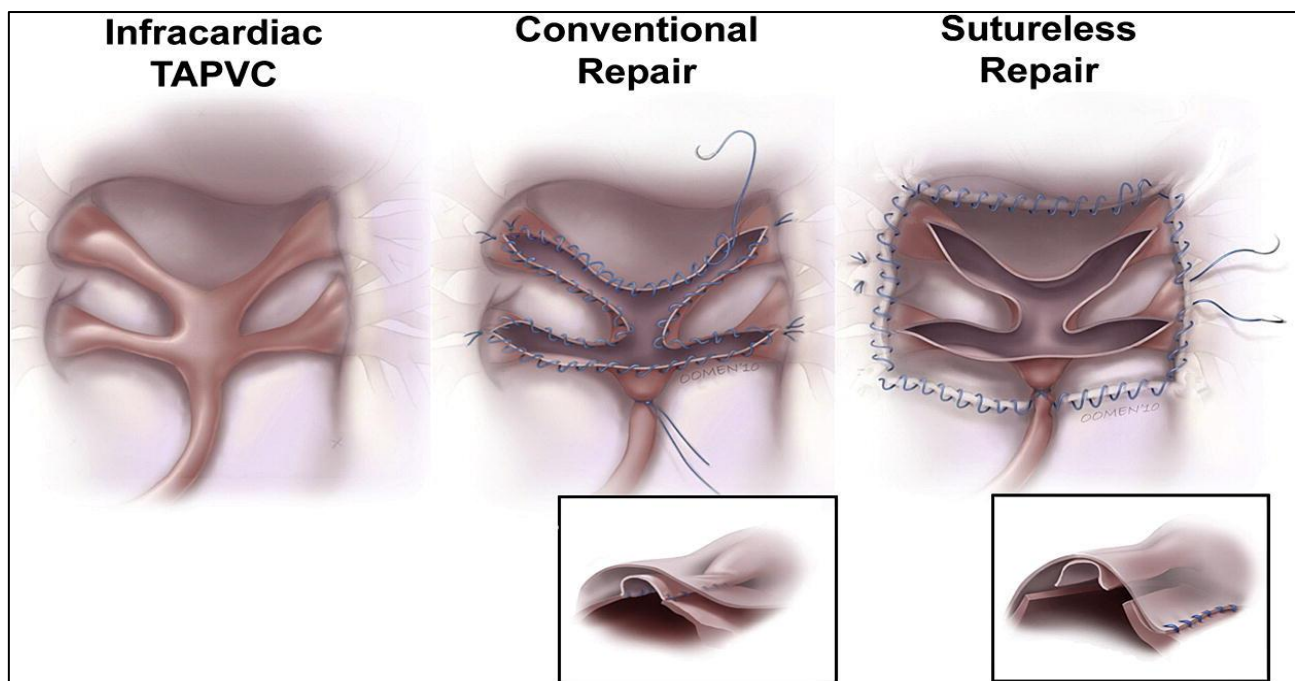 Infracardiac
TAPVC
Conventional
Repair
Sutureless
Repair
OOMEN'10
OOMEN'10